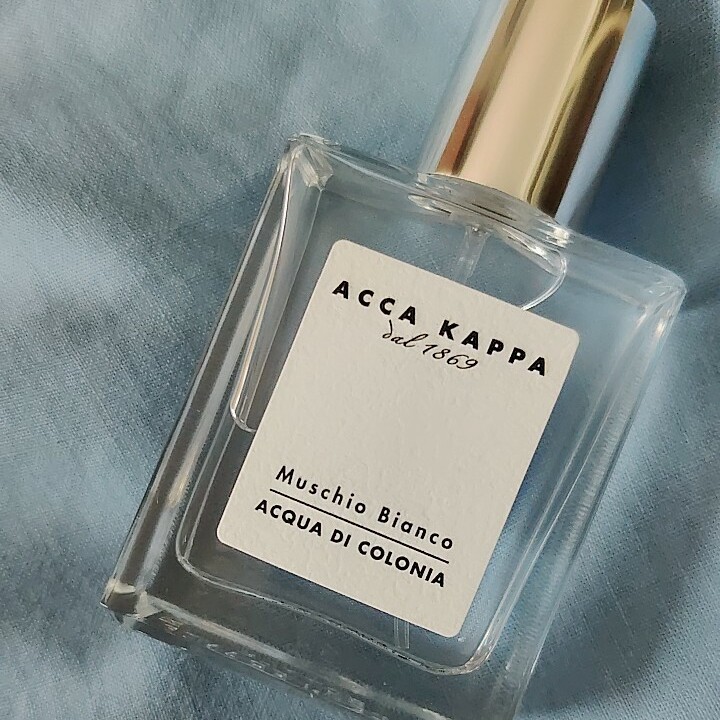 ACCA KAPPA
dal 1869
Muschio Bianco
ACQUA DI COLONIA